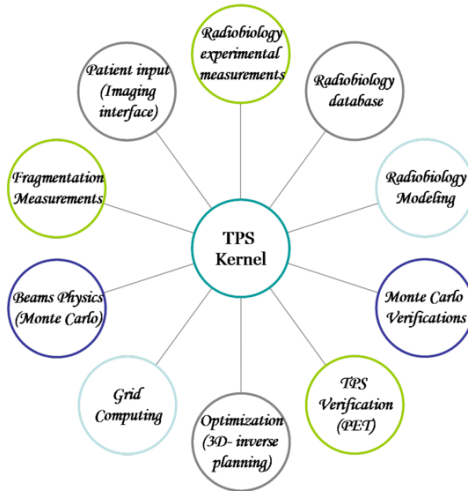 Radiobiology
experimental
measurements
Patient input
(Imaging
interface)
Radiobiology
database
Fragmentation
Measurements
Radiobiology
Modeling
TPS
Kernel
Beams Physics
(Monte Carlo)
Monte Carlo
Verifications
Grid
Computing
TPS
Verification
(PET)
Optimization
(3D- inverse
planning)